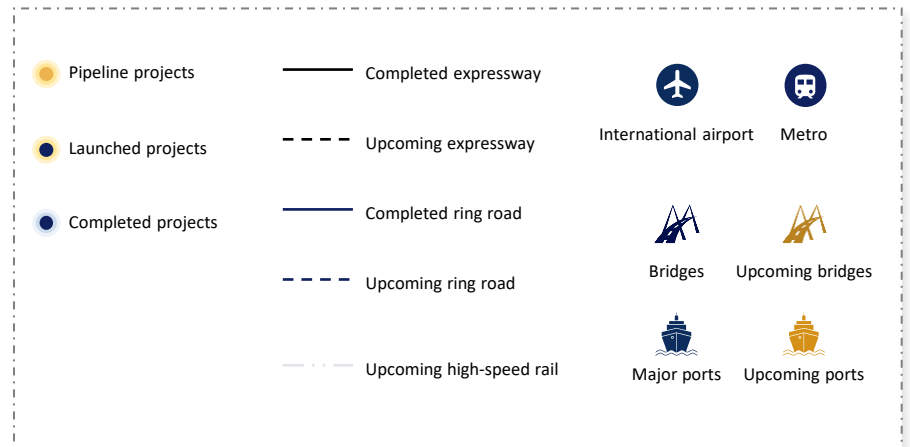 Pipeline projects
Launched projects
Completed projects
Completed expressway
Upcoming expressway
Completed ring road
Upcoming ring road
Upcoming high-speed rail
International airport
Metro
Bridges
Upcoming bridges
Major ports
Upcoming ports